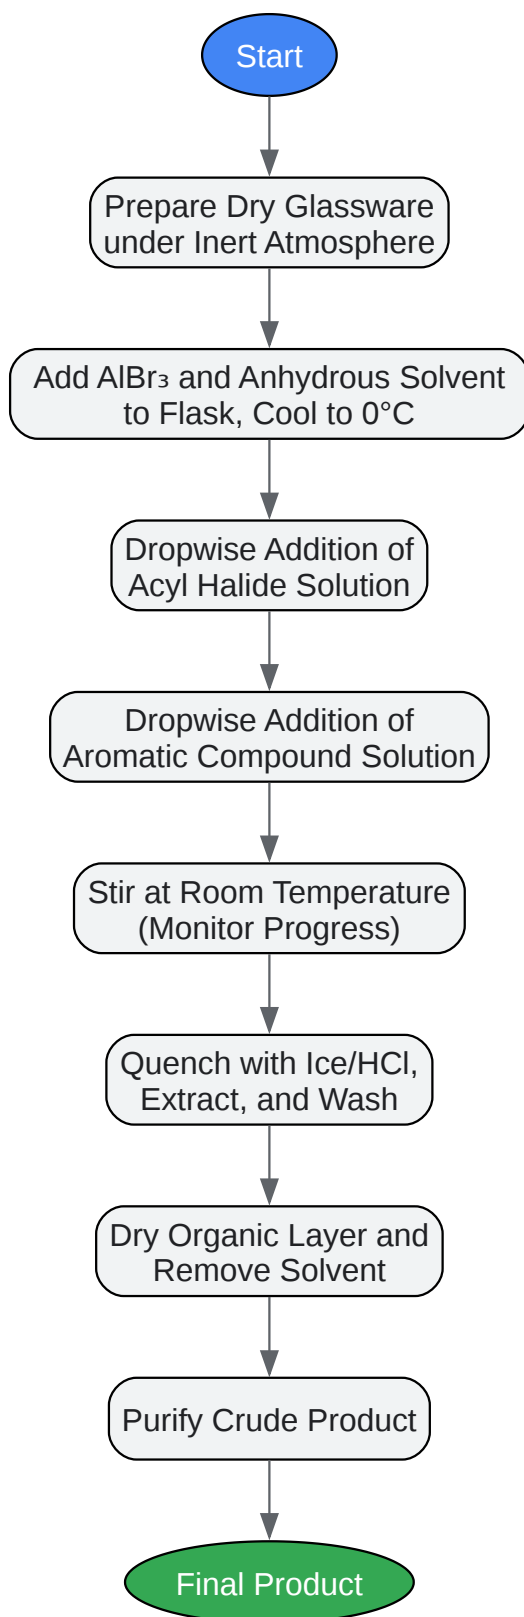 Start
Prepare Dry Glassware
under Inert Atmosphere
Add AlBr₃ and Anhydrous Solvent
to Flask, Cool to 0°C
Dropwise Addition of
Acyl Halide Solution
Dropwise Addition of
Aromatic Compound Solution
Stir at Room Temperature
(Monitor Progress)
Quench with Ice/HCl,
Extract, and Wash
Dry Organic Layer and
Remove Solvent
Purify Crude Product
Final Product